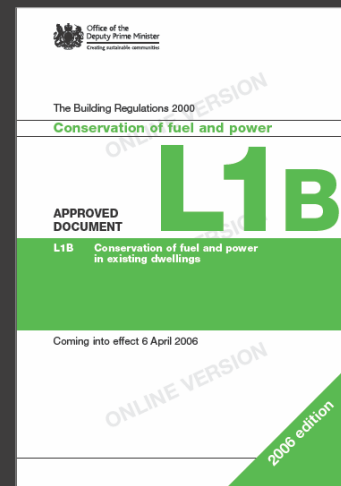 Office of the
Deputy Prime Minister
Creating sustainable communities
ONLINE VERSION
The Building Regulations 2000
Conservation of fuel and power
L1B
APPROVED
DOCUMENT
ONLINE VERSION
L1B Conservation of fuel and power
in existing dwellings
Coming into effect 6 April 2006
ONLINE VERSION
2006 edition